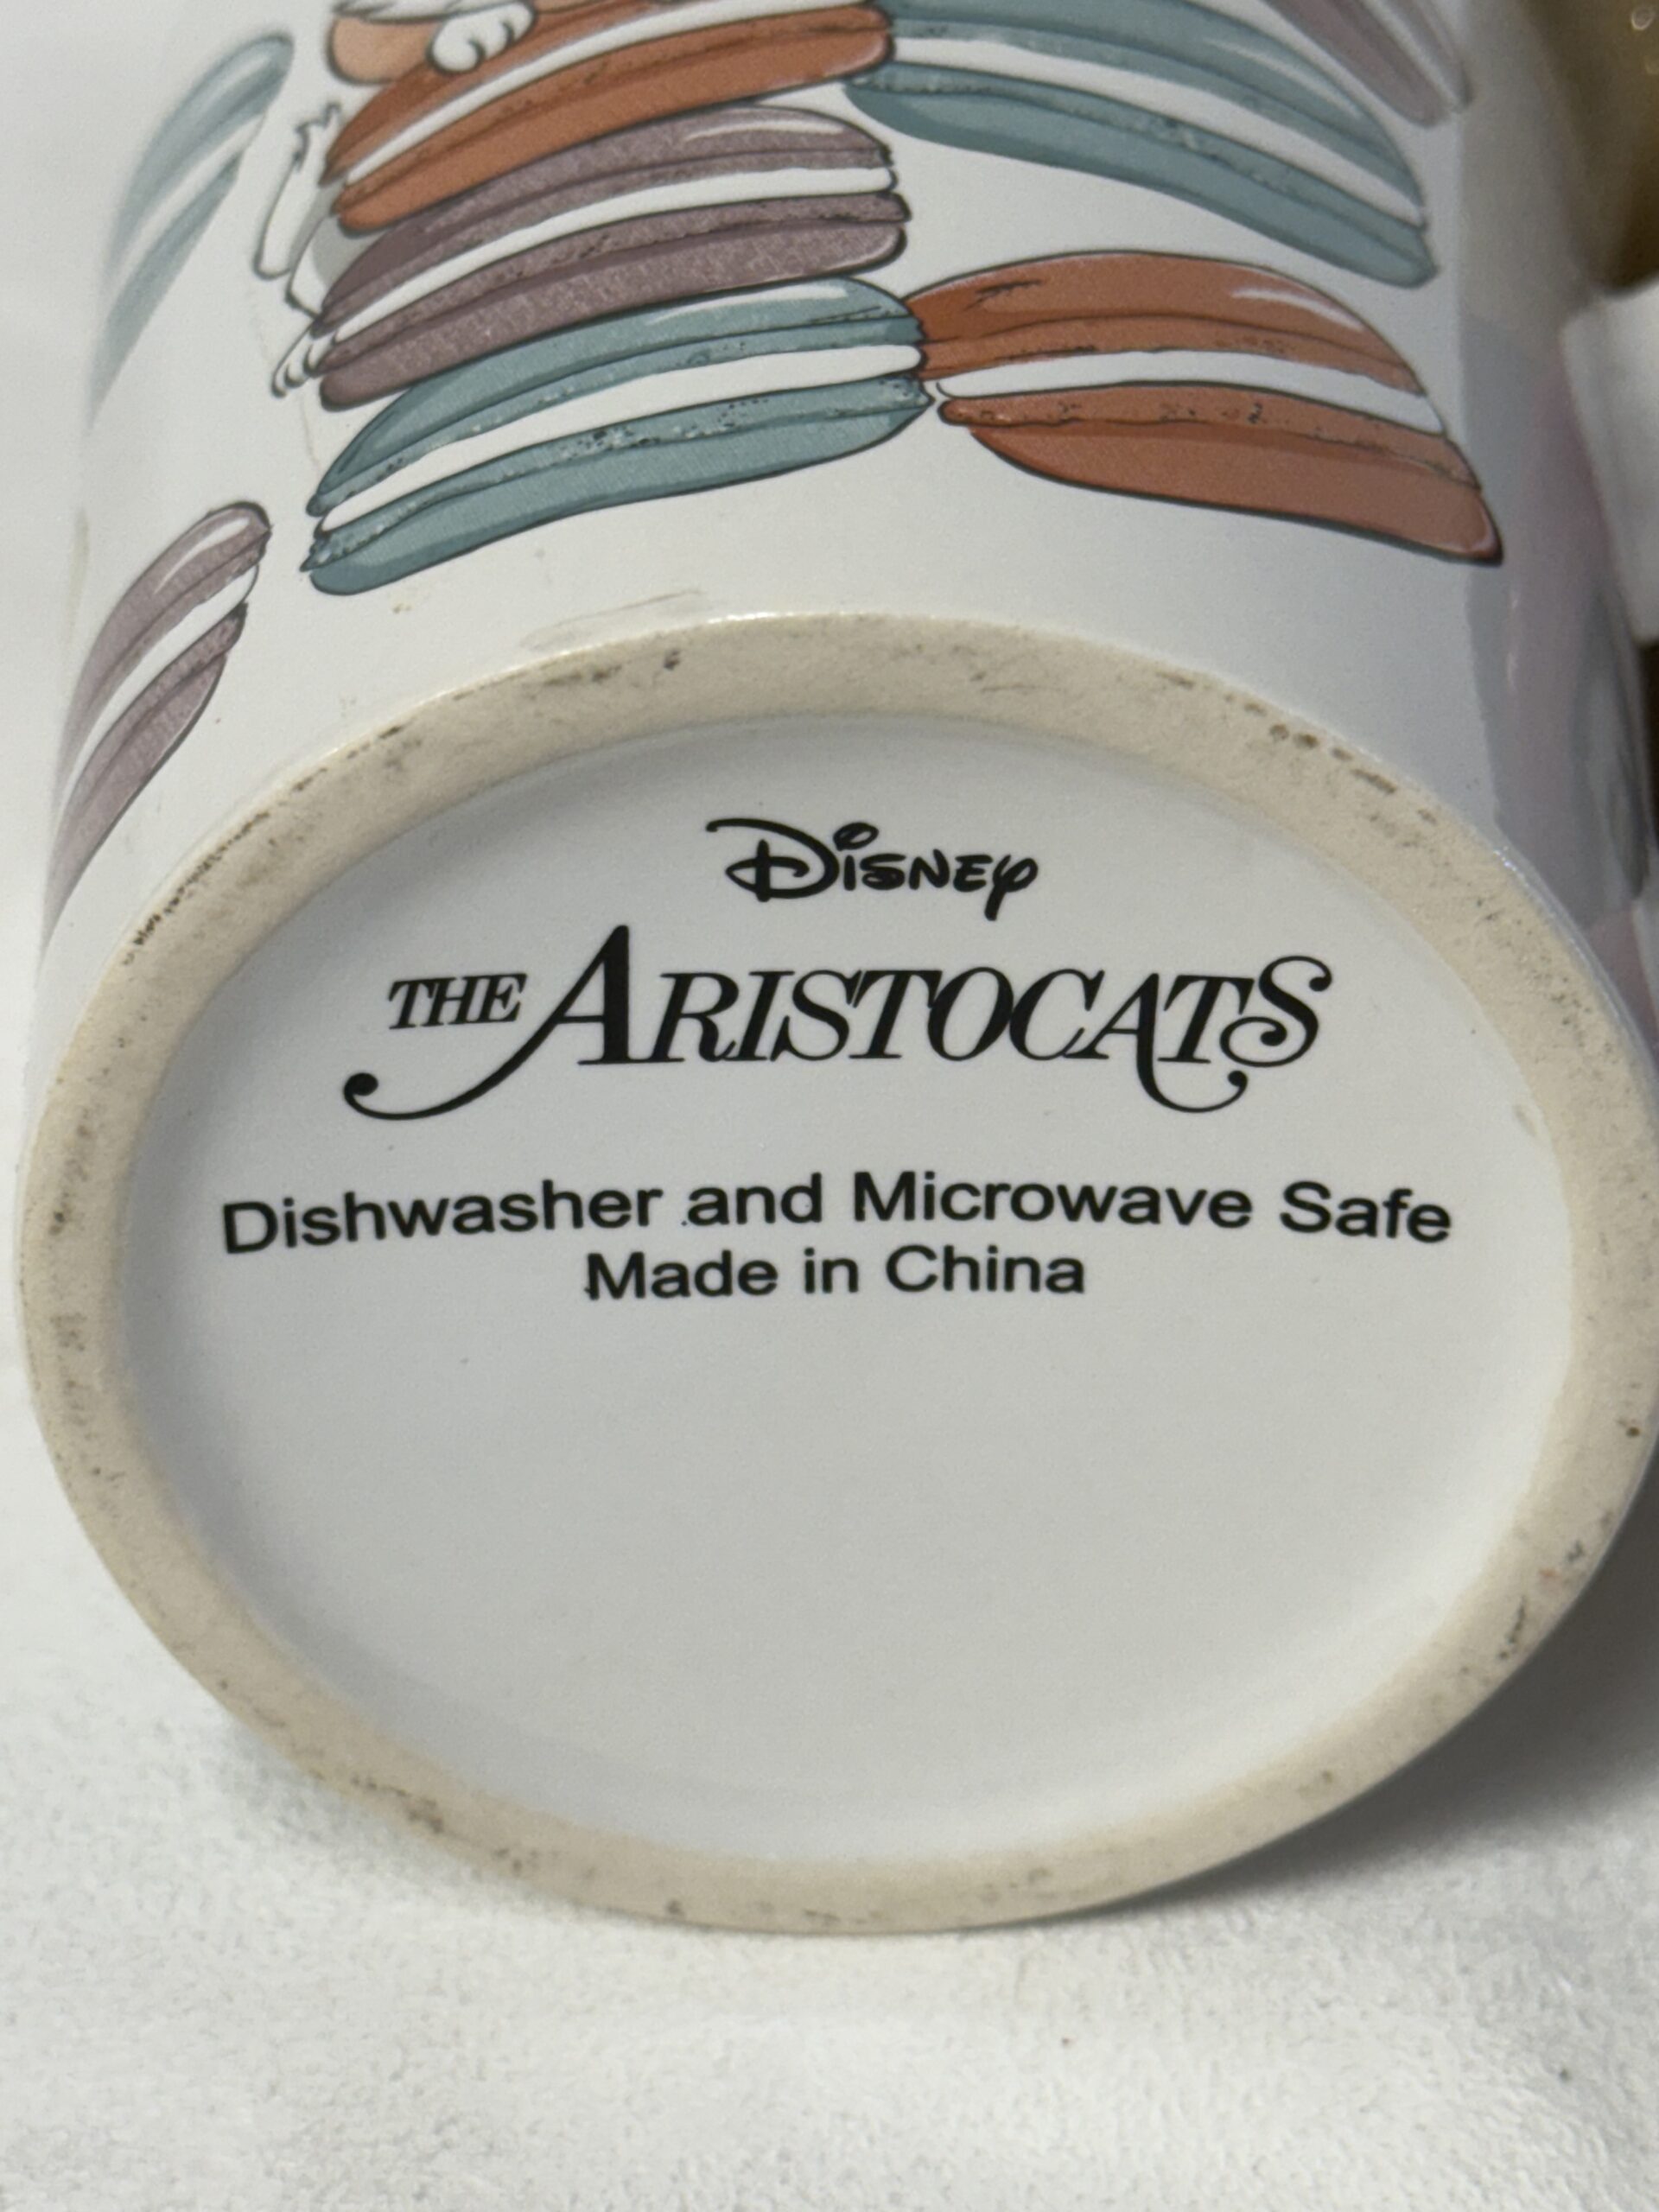 Disney
THE ARISTOCATS
Dishwasher and Microwave Safe
Made in China